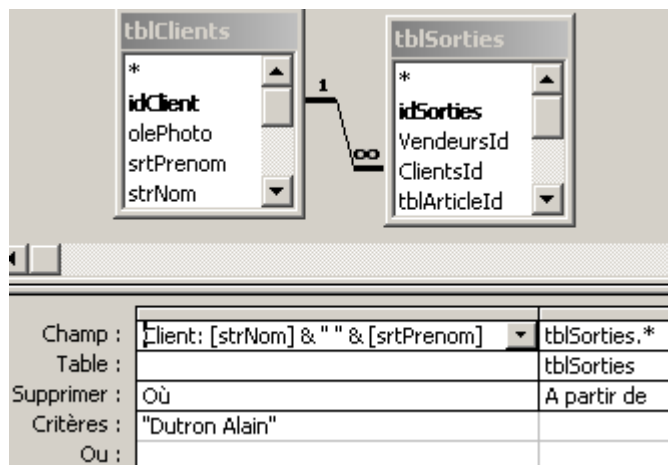 tblClients
*
idClient
olePhoto
srtPrenom
strNom
1
∞
tblSorties
*
idSorties
VendeursId
ClientsId
tblArticleId
Champ : Client: [strNom] & " " & [srtPrenom] tblSorties.*
Table : tblSorties
Supprimer : Où A partir de
Critères : "Dutron Alain"
Ou :